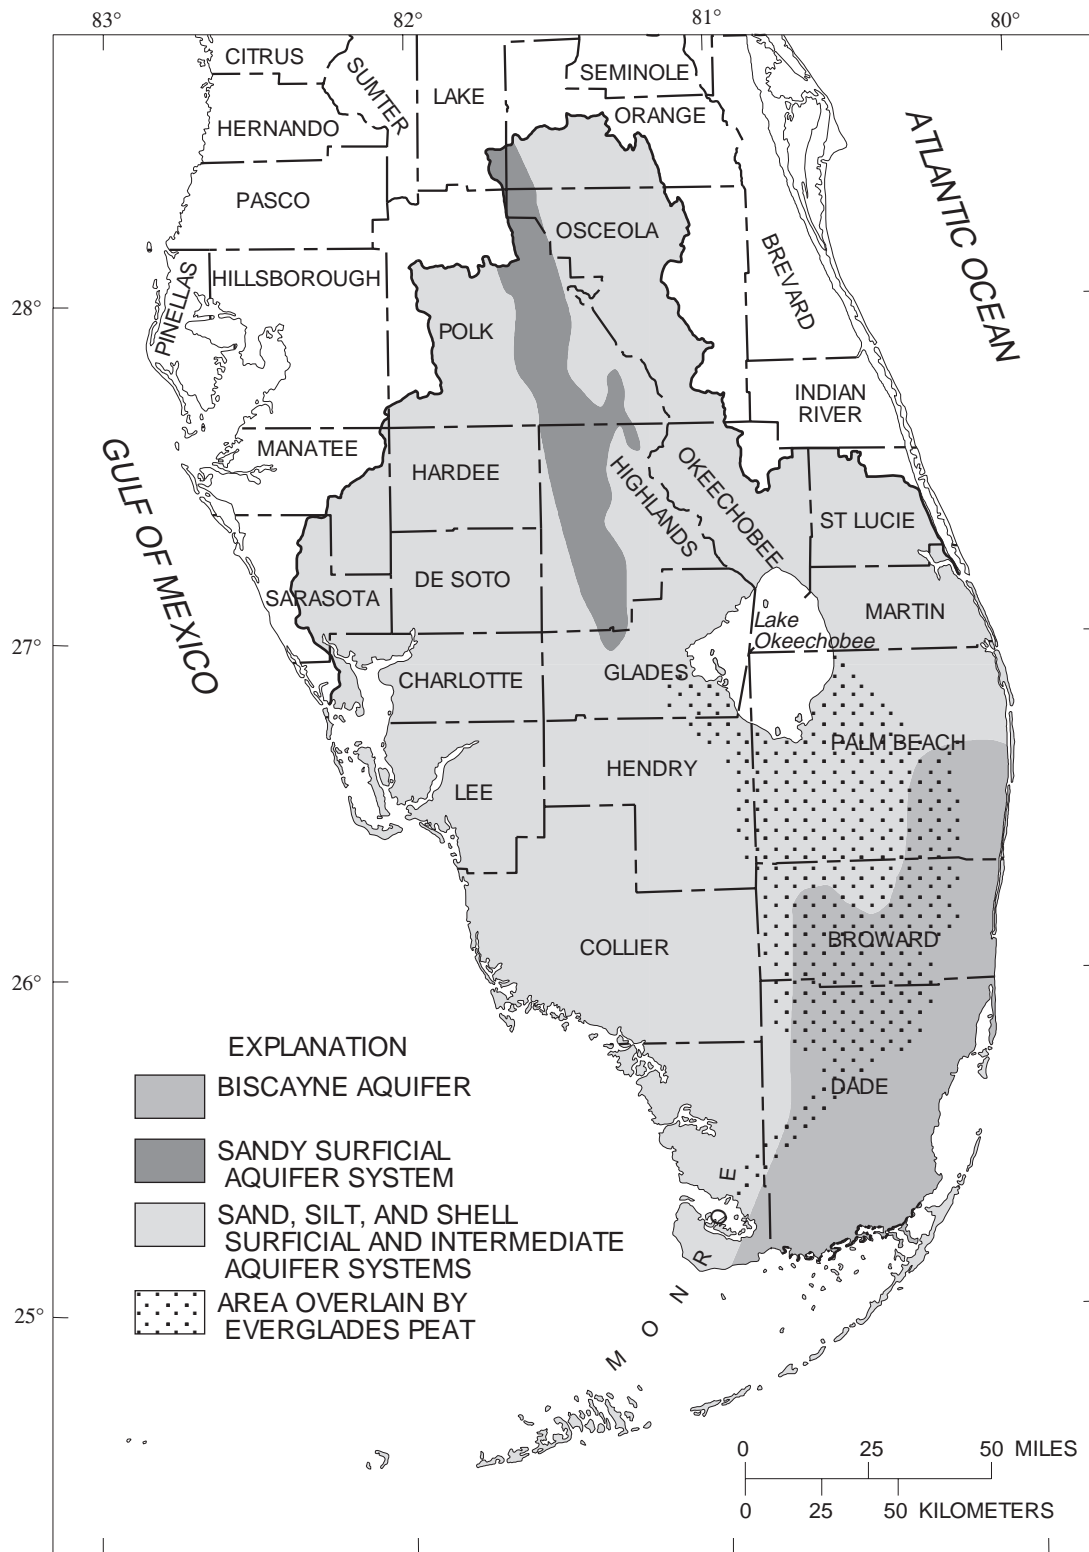 83°
82°
81°
80°
CITRUS
SUMTER
LAKE
SEMINOLE
ORANGE
HERNANDO
PASCO
ATLANTIC OCEAN
OSCEOLA
BREVARD
HILLSBOROUGH
PINELLAS
28°
POLK
INDIAN
RIVER
MANATEE
GULF OF MEXICO
HARDEE
HIGHLANDS
OKEECHOBEE
ST LUCIE
DE SOTO
SARASOTA
MARTIN
Lake
Okeechobee
27°
GLADES
CHARLOTTE
PALM BEACH
HENDRY
LEE
BROWARD
COLLIER
26°
DADE
MONROE
EXPLANATION
BISCAYNE AQUIFER
SANDY SURFICIAL
AQUIFER SYSTEM
SAND, SILT, AND SHELL
SURFICIAL AND INTERMEDIATE
AQUIFER SYSTEMS
AREA OVERLAIN BY
EVERGLADES PEAT
25°
0 25 50 MILES
0 25 50 KILOMETERS